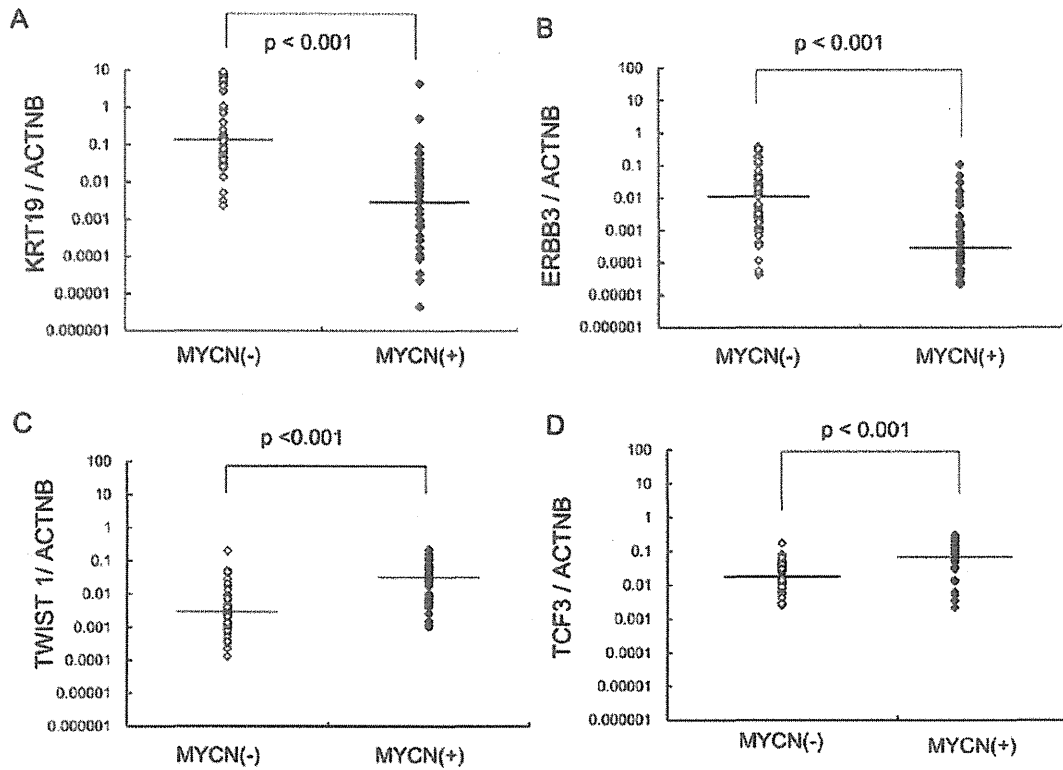 A
p < 0.001
KRT19 / ACTNB
10
1
0.1
0.01
0.001
0.0001
0.00001
0.000001
MYCN(-)
MYCN(+)
B
p < 0.001
ERBB3 / ACTNB
100
10
1
0.1
0.01
0.001
0.0001
0.00001
0.000001
MYCN(-)
MYCN(+)
C
p <0.001
TWIST 1/ ACTNB
100
10
1
0.1
0.01
0.001
0.0001
0.00001
0.000001
MYCN(-)
MYCN(+)
D
p < 0.001
TCF3 / ACTNB
100
10
1
0.1
0.01
0.001
0.0001
0.00001
0.000001
MYCN(-)
MYCN(+)